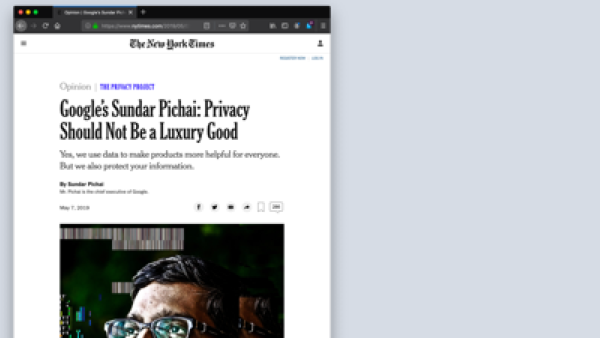 Opinion | Google's Sundar Pichai
https://www.nytimes.com/2019/05/
The New York Times
REGISTER NOW LOG IN
Opinion | THE PRIVACY PROJECT
Google's Sundar Pichai: Privacy
Should Not Be a Luxury Good
Yes, we use data to make products more helpful for everyone.
But we also protect your information.
By Sundar Pichai
Mr. Pichai is the chief executive of Google.
May 7, 2019